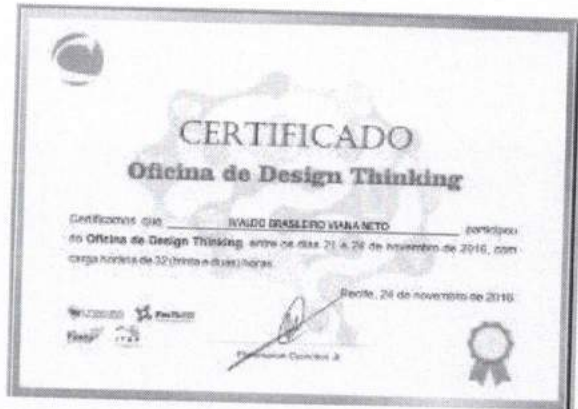 CERTIFICADO
Oficina de Design Thinking
Certificamos que IVALDO BRASILEIRO VIANA NETO participou
da Oficina de Design Thinking, entre os dias 21 e 24 de novembro de 2016, com
carga horária de 32 (trinta e duas) horas.
Recife, 24 de novembro de 2016.